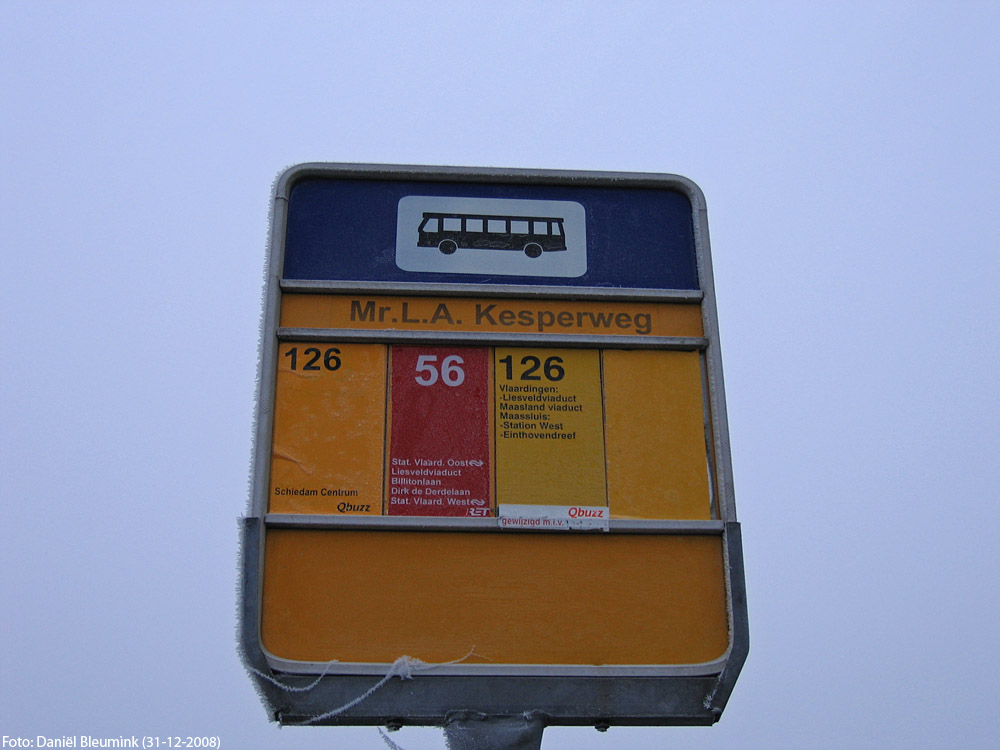 Mr.L.A. Kesperweg
126
Schiedam Centrum
Qbuzz
56
Stat. Vlaard. Oost
Liesveldviaduct
Billitonlaan
Dirk de Derdelaan
Stat. Vlaard. West
RET
126
Vlaardingen:
-Liesveldviaduct
Maasland viaduct
Maassluis:
-Station West
-Einthovendreef
Qbuzz
gewijzigd m.i.v.
Foto: Daniël Bleumink (31-12-2008)